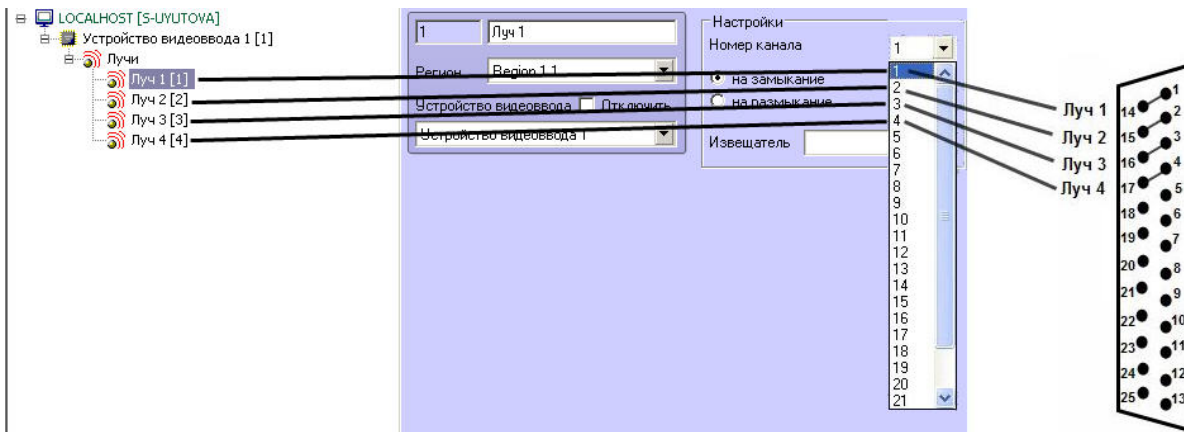 LOCALHOST [S-UYUTOVA]
Устройство видеоввода 1 [1]
Лучи
Луч 1 [1]
Луч 2 [2]
Луч 3 [3]
Луч 4 [4]
1
Луч 1
Регион
Region 1.1
Устройство видеоввода
Отключить
Устройство видеоввода 1
Настройки
Номер канала
1
на замыкание
на размыкание
Извещатель
1
2
3
4
5
6
7
8
9
10
11
12
13
14
15
16
17
18
19
20
21
Луч 1
Луч 2
Луч 3
Луч 4
14
1
15
2
16
3
17
4
18
5
19
6
20
7
21
8
22
9
23
10
24
11
25
12
13